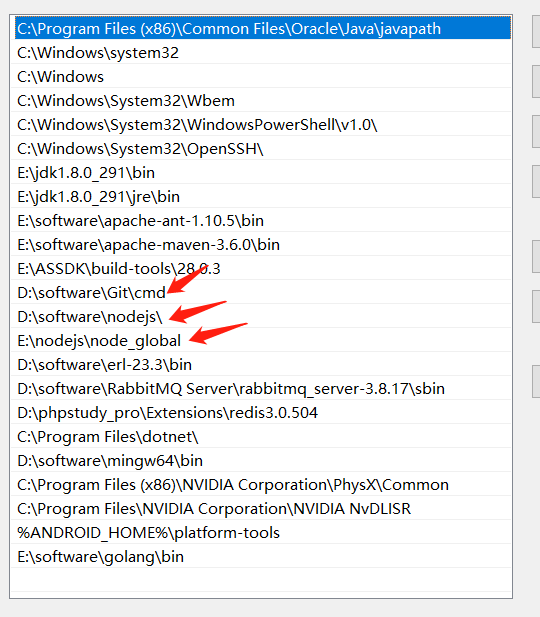 C:\Program Files (x86)\Common Files\Oracle\Java\javapath
C:\Windows\system32
C:\Windows
C:\Windows\System32\Wbem
C:\Windows\System32\WindowsPowerShell\v1.0\
C:\Windows\System32\OpenSSH\
E:\jdk1.8.0_291\bin
E:\jdk1.8.0_291\jre\bin
E:\software\apache-ant-1.10.5\bin
E:\software\apache-maven-3.6.0\bin
E:\ASSDK\build-tools\28.0.3
D:\software\Git\cmd
D:\software\nodejs\
E:\nodejs\node_global
D:\software\erl-23.3\bin
D:\software\RabbitMQ Server\rabbitmq_server-3.8.17\sbin
D:\phpstudy_pro\Extensions\redis3.0.504
C:\Program Files\dotnet\
D:\software\mingw64\bin
C:\Program Files (x86)\NVIDIA Corporation\PhysX\Common
C:\Program Files\NVIDIA Corporation\NVIDIA NvDLISR
%ANDROID_HOME%\platform-tools
E:\software\golang\bin